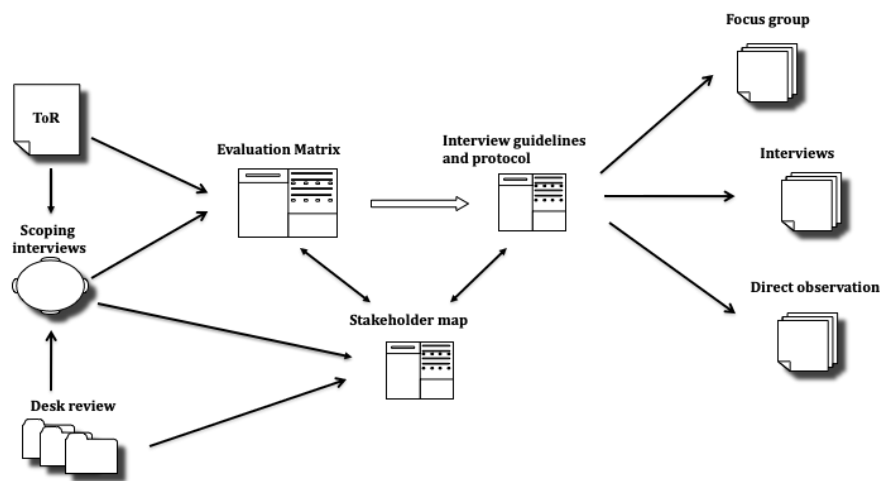 Focus group
ToR
Evaluation Matrix
Interview guidelines
and protocol
Interviews
Scoping
interviews
Direct observation
Stakeholder map
Desk review